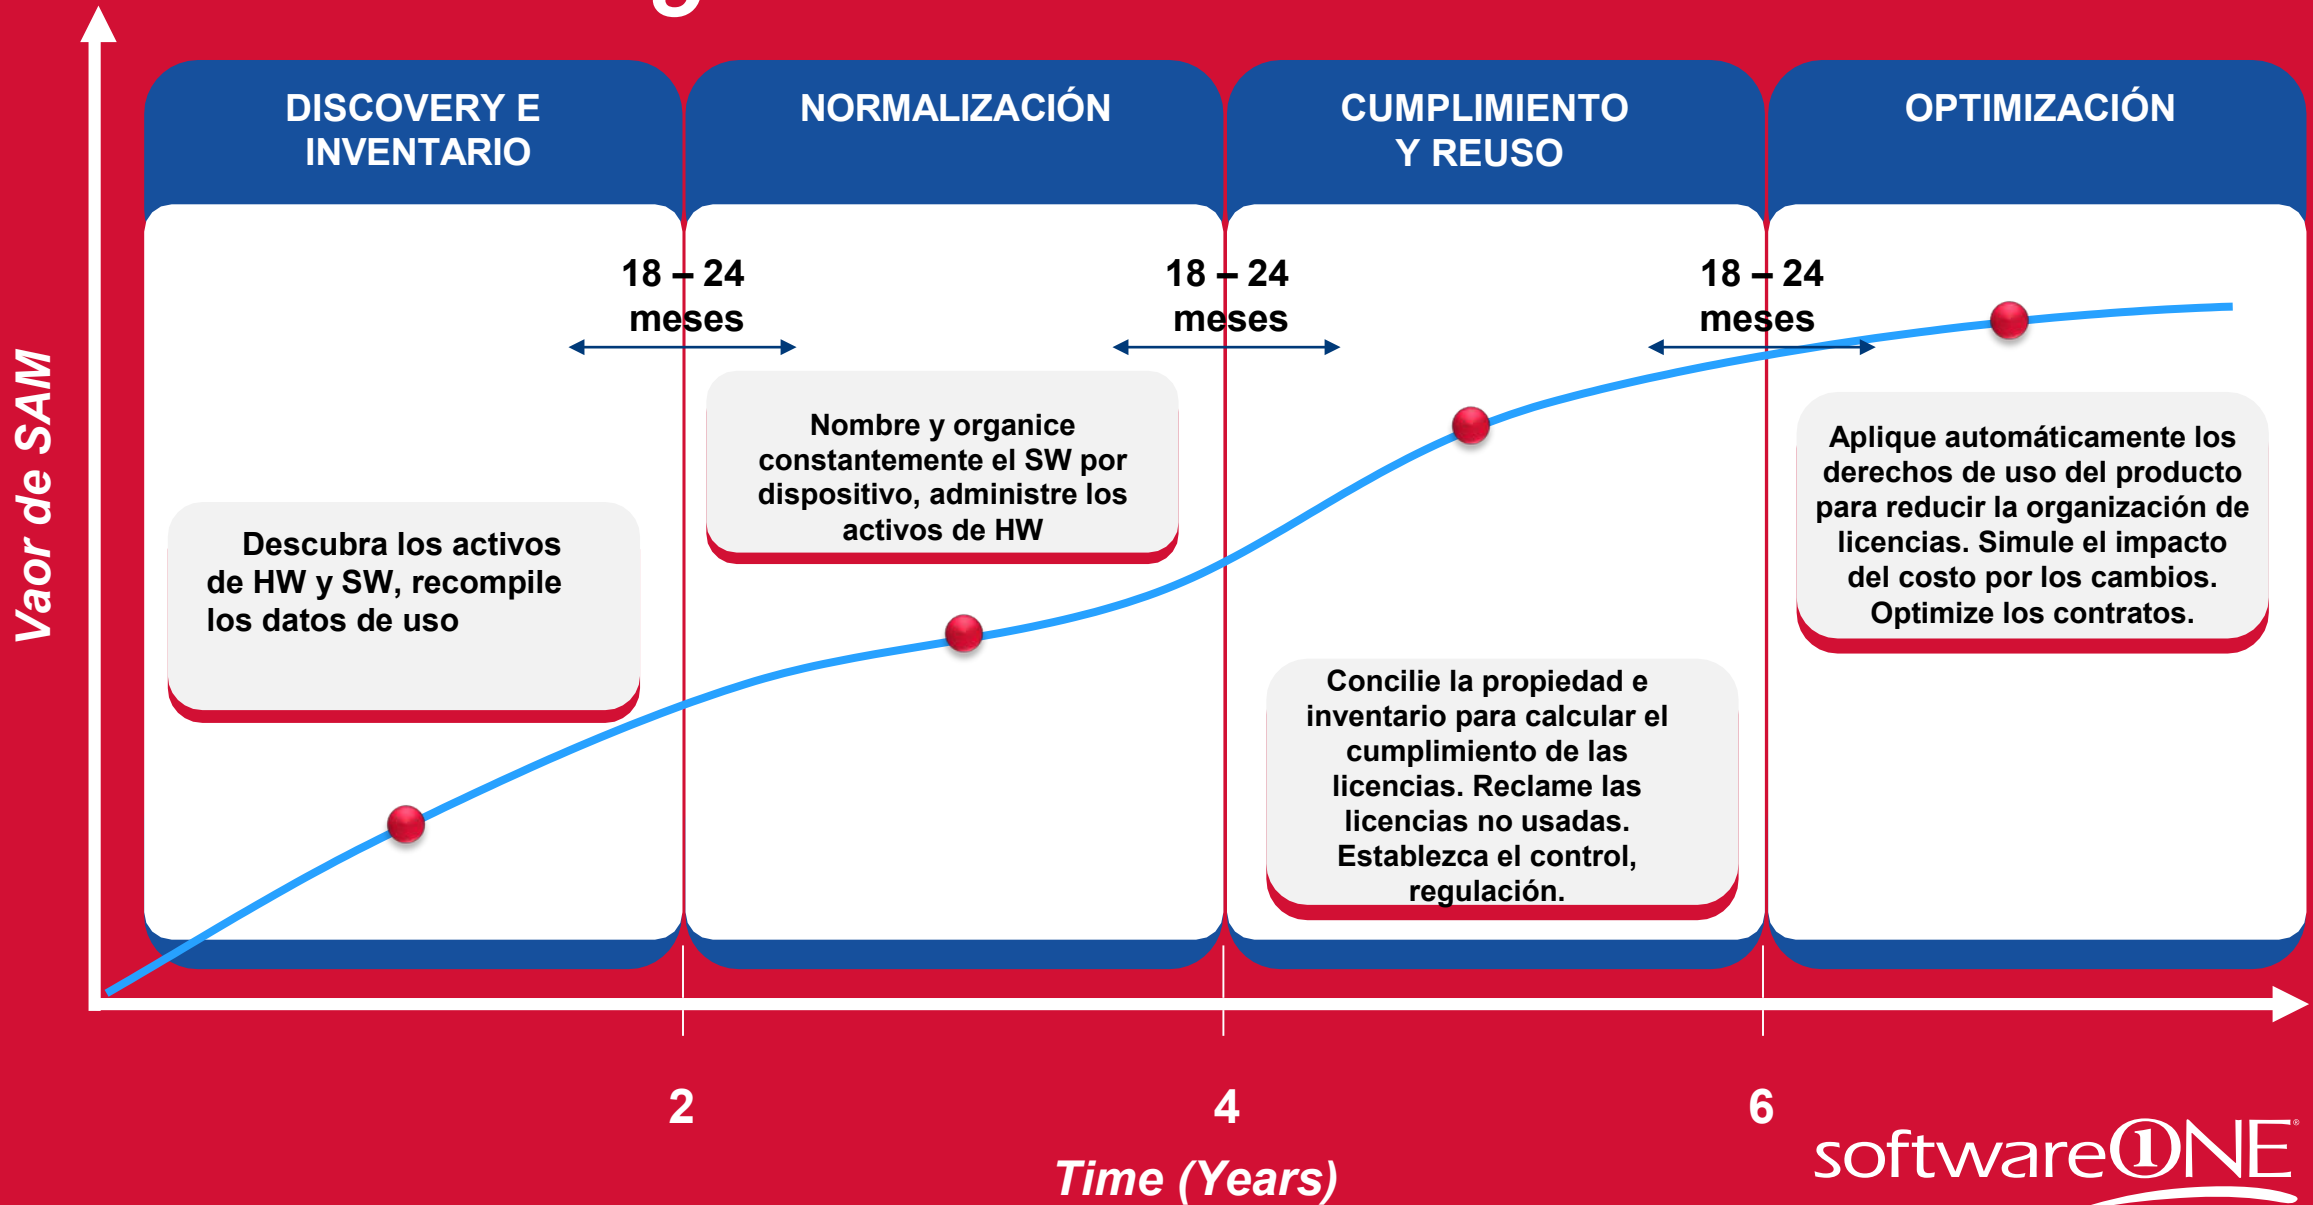 DISCOVERY E
INVENTARIO
NORMALIZACIÓN
CUMPLIMIENTO
Y REUSO
OPTIMIZACIÓN
18 – 24
meses
18 – 24
meses
18 – 24
meses
Vaor de SAM
Descubra los activos
de HW y SW, recompile
los datos de uso
Nombre y organice
constantemente el SW por
dispositivo, administre los
activos de HW
Concilie la propiedad e
inventario para calcular el
cumplimiento de las
licencias. Reclame las
licencias no usadas.
Establezca el control,
regulación.
Aplique automáticamente los
derechos de uso del producto
para reducir la organización de
licencias. Simule el impacto
del costo por los cambios.
Optimize los contratos.
2
4
6
Time (Years)
software1NE®